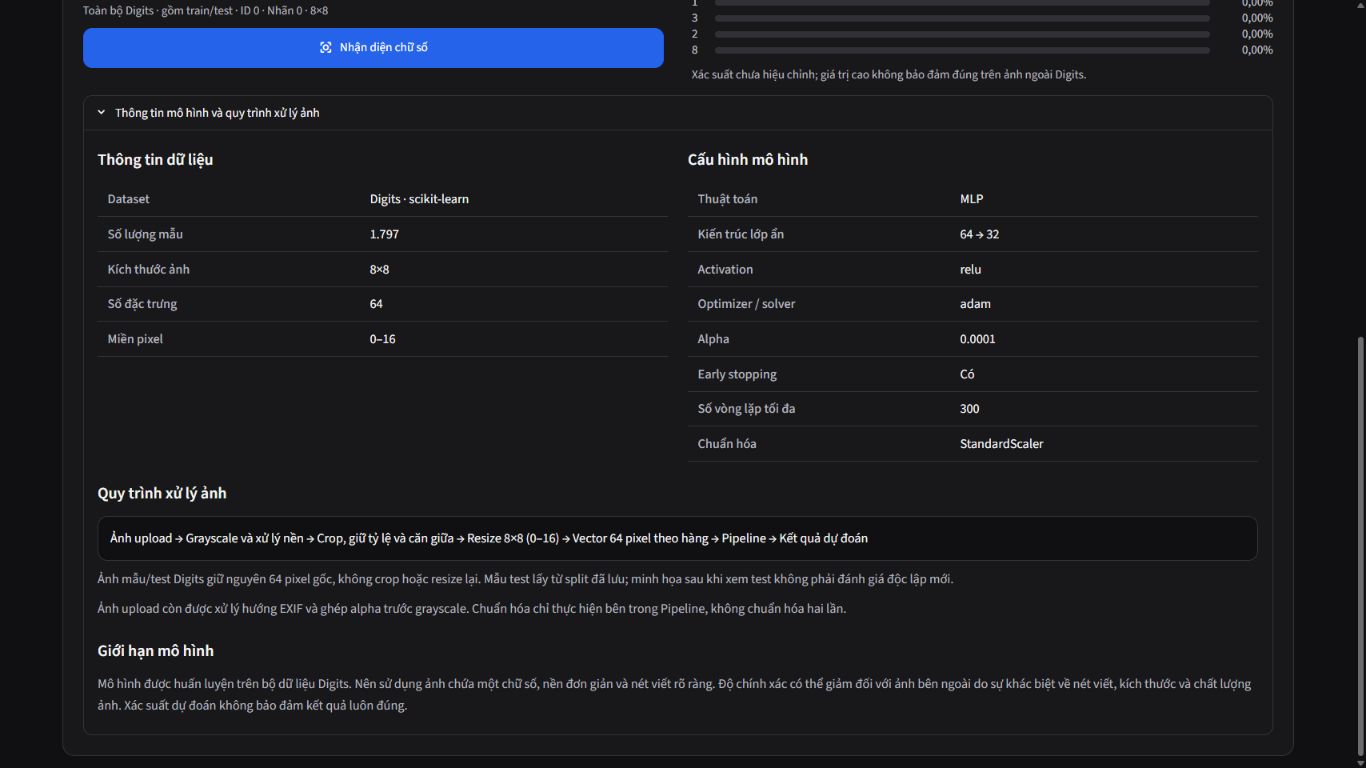 Toàn bộ Digits · gồm train/test · ID 0 · Nhãn 0 · 8×8
Nhận diện chữ số
1 0,00%
3 0,00%
2 0,00%
8 0,00%
Xác suất chưa hiệu chỉnh; giá trị cao không bảo đảm đúng trên ảnh ngoài Digits.
Thông tin mô hình và quy trình xử lý ảnh
Thông tin dữ liệu
Dataset Digits · scikit-learn
Số lượng mẫu 1.797
Kích thước ảnh 8×8
Số đặc trưng 64
Miền pixel 0–16
Cấu hình mô hình
Thuật toán MLP
Kiến trúc lớp ẩn 64 → 32
Activation relu
Optimizer / solver adam
Alpha 0.0001
Early stopping Có
Số vòng lặp tối đa 300
Chuẩn hóa StandardScaler
Quy trình xử lý ảnh
Ảnh upload → Grayscale và xử lý nền → Crop, giữ tỷ lệ và căn giữa → Resize 8×8 (0–16) → Vector 64 pixel theo hàng → Pipeline → Kết quả dự đoán
Ảnh mẫu/test Digits giữ nguyên 64 pixel gốc, không crop hoặc resize lại. Mẫu test lấy từ split đã lưu; minh họa sau khi xem test không phải đánh giá độc lập mới.
Ảnh upload còn được xử lý hướng EXIF và ghép alpha trước grayscale. Chuẩn hóa chỉ thực hiện bên trong Pipeline, không chuẩn hóa hai lần.
Giới hạn mô hình
Mô hình được huấn luyện trên bộ dữ liệu Digits. Nên sử dụng ảnh chứa một chữ số, nền đơn giản và nét viết rõ ràng. Độ chính xác có thể giảm đối với ảnh bên ngoài do sự khác biệt về nét viết, kích thước và chất lượng
ảnh. Xác suất dự đoán không bảo đảm kết quả luôn đúng.